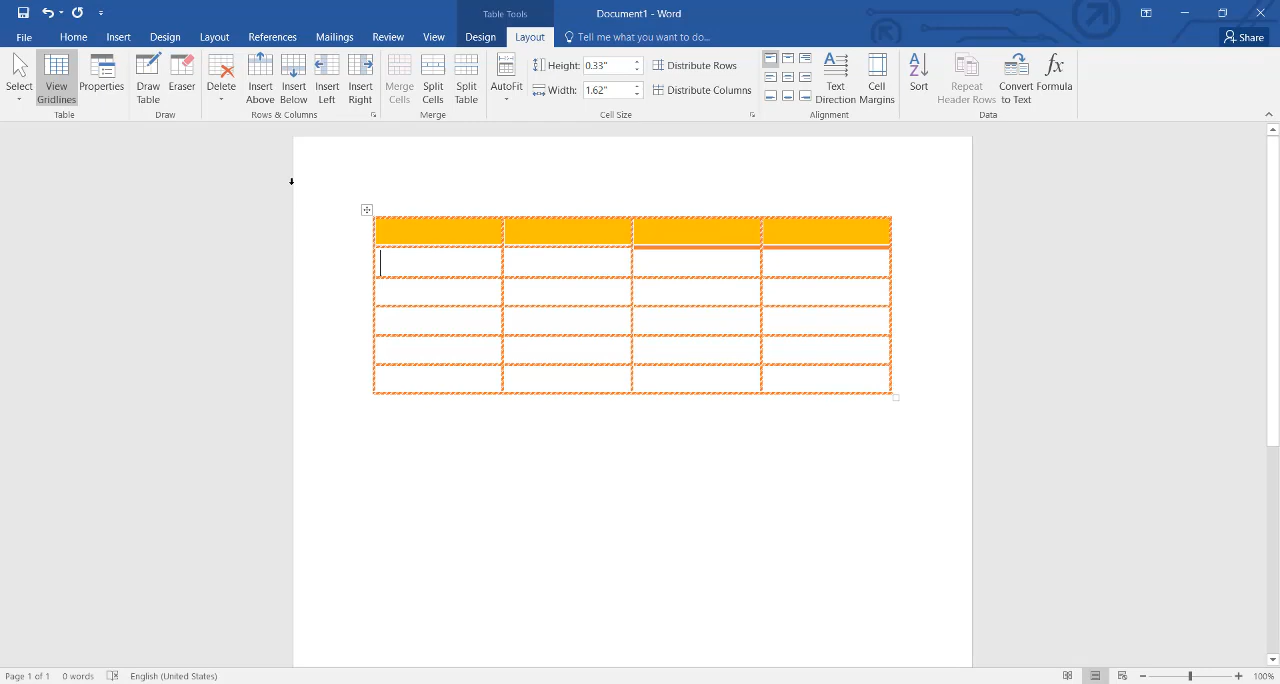 Table Tools
Document1 - Word
File Home Insert Design Layout References Mailings Review View Design Layout Tell me what you want to do... Share
Select View Gridlines Properties Draw Table Eraser Delete Insert Above Insert Below Insert Left Insert Right Merge Cells Split Cells Split Table AutoFit
Height: 0.33" Distribute Rows
Width: 1.62" Distribute Columns
Text Direction Cell Margins Sort Repeat Header Rows Convert to Text Formula
Table Draw Rows & Columns Merge Cell Size Alignment Data
Page 1 of 1 0 words English (United States) 100%